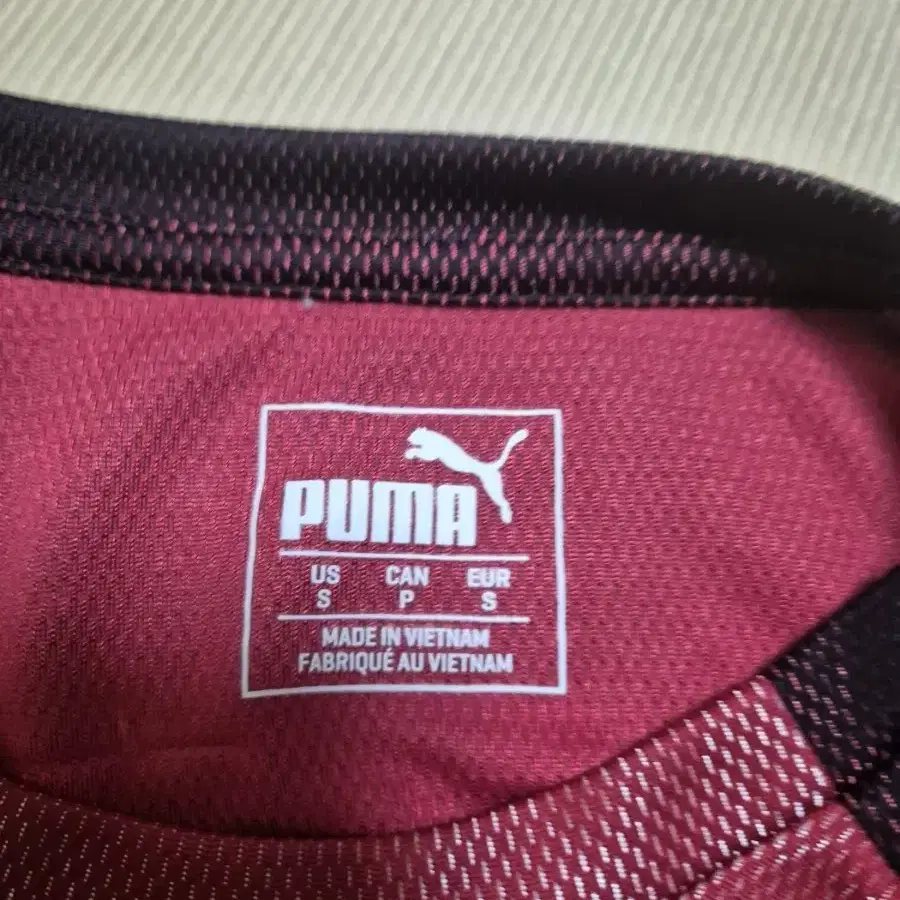 PUMA
US CAN EUR
S P S
MADE IN VIETNAM
FABRIQUÉ AU VIETNAM